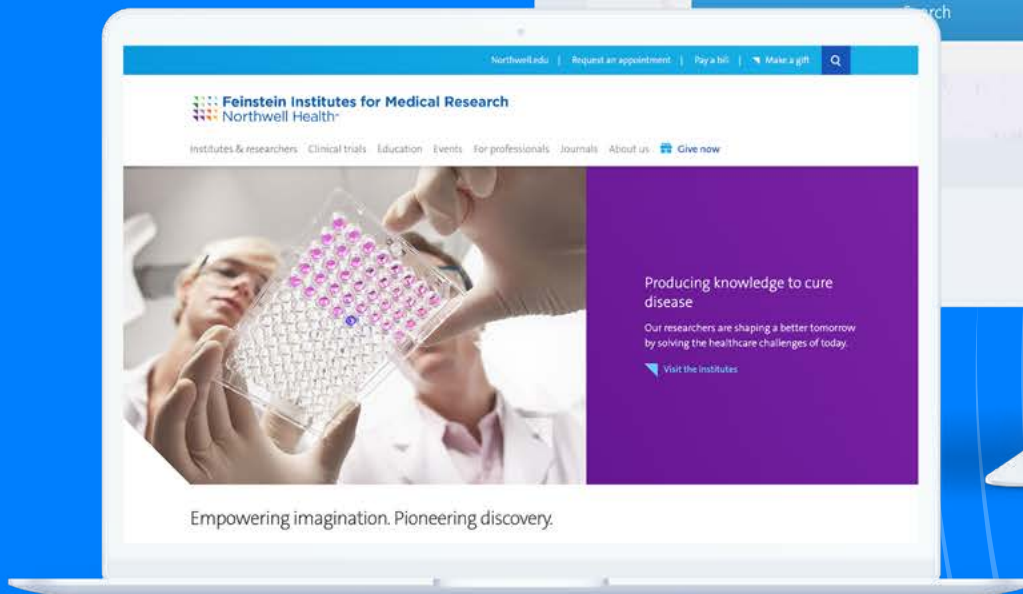 Search
Northwell.edu | Request an appointment | Pay a bill | Make a gift
Feinstein Institutes for Medical Research
Northwell Health
Institutes & researchers Clinical trials Education Events For professionals Journals About us Give now
Producing knowledge to cure
disease
Our researchers are shaping a better tomorrow
by solving the healthcare challenges of today.
Visit the institutes
Empowering imagination. Pioneering discovery.